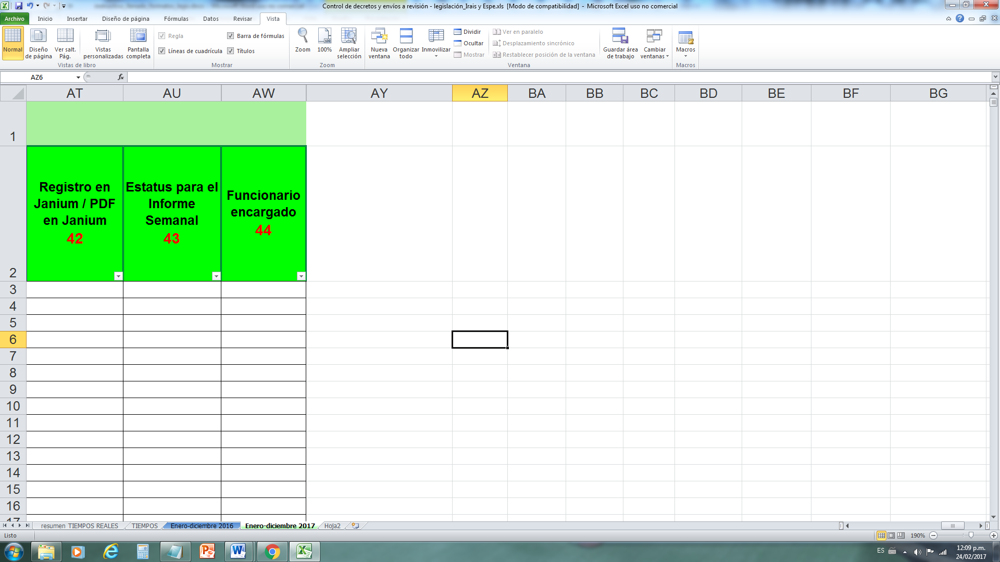 Control de decretos y envíos a revisión - legislación_Irais y Espe.xls [Modo de compatibilidad] - Microsoft Excel uso no comercial
Archivo Inicio Insertar Diseño de página Fórmulas Datos Revisar Vista
Normal
Diseño de página
Ver salt. Pág.
Vistas personalizadas
Pantalla completa
Vistas de libro
Regla
Barra de fórmulas
Líneas de cuadrícula
Títulos
Mostrar
Zoom
100%
Ampliar selección
Zoom
Nueva ventana
Organizar todo
Inmovilizar
Dividir
Ocultar
Mostrar
Ver en paralelo
Desplazamiento sincrónico
Restablecer posición de la ventana
Ventana
Guardar área de trabajo
Cambiar ventanas
Macros
Macros
AZ6
fx
AT AU AW AY AZ BA BB BC BD BE BF BG
1
Registro en
Janium / PDF
en Janium
42
Estatus para el
Informe
Semanal
43
Funcionario
encargado
44
2
3
4
5
6
7
8
9
10
11
12
13
14
15
16
17
resumen TIEMPOS REALES TIEMPOS Enero-diciembre 2016 Enero-diciembre 2017 Hoja2
Listo
190%
ES
12:09 p.m.
24/02/2017